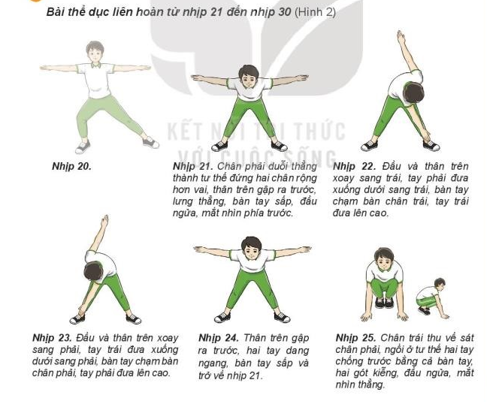 Bài thể dục liên hoàn từ nhịp 21 đến nhịp 30 (Hình 2)
KẾT NỐI TRI THỨC
VỚI CUỘC SỐNG
Nhịp 20.
Nhịp 21. Chân phải duỗi thẳng
thành tư thế đứng hai chân rộng
hơn vai, thân trên gập ra trước,
lưng thẳng, bàn tay sấp, đầu
ngửa, mắt nhìn phía trước.
Nhịp 22. Đầu và thân trên
xoay sang trái, tay phải đưa
xuống dưới sang trái, bàn tay
chạm bàn chân trái, tay trái
đưa lên cao.
Nhịp 23. Đầu và thân trên xoay
sang phải, tay trái đưa xuống
dưới sang phải, bàn tay chạm bàn
chân phải, tay phải đưa lên cao.
Nhịp 24. Thân trên gập
ra trước, hai tay dang
ngang, bàn tay sấp và
trở về nhịp 21.
Nhịp 25. Chân trái thu về sát
chân phải, ngồi ở tư thế hai tay
chống trước bằng cả bàn tay,
hai gót kiễng, đầu ngửa, mắt
nhìn thẳng.